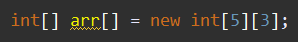 int[] arr[] = new int[5][3];